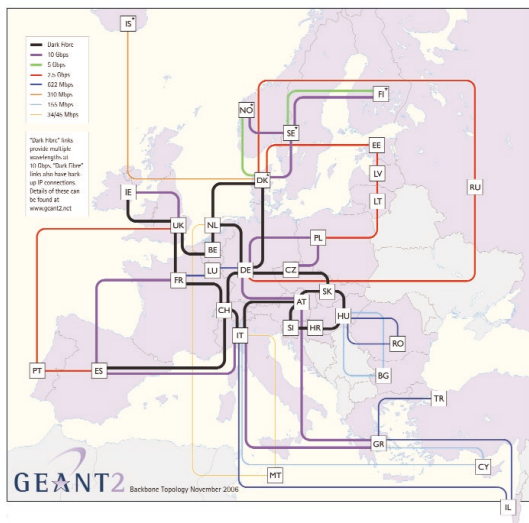 IS*
Dark Fibre
10 Gbps
5 Gbps
2.5 Gbps
622 Mbps
310 Mbps
155 Mbps
34/45 Mbps
"Dark Fibre" links
provide multiple
wavelengths at
10 Gbps. "Dark Fibre"
links also have back-
up IP connections.
Details of these can
be found at
www.geant2.net
FI*
NO*
SE*
EE
DK*
LV
RU
IE
LT
UK
NL
PL
BE
LU
DE
CZ
FR
SK
CH
AT
HU
IT
SI
HR
RO
PT
ES
BG
TR
GR
CY
MT
IL
GEANT2 Backbone Topology November 2006